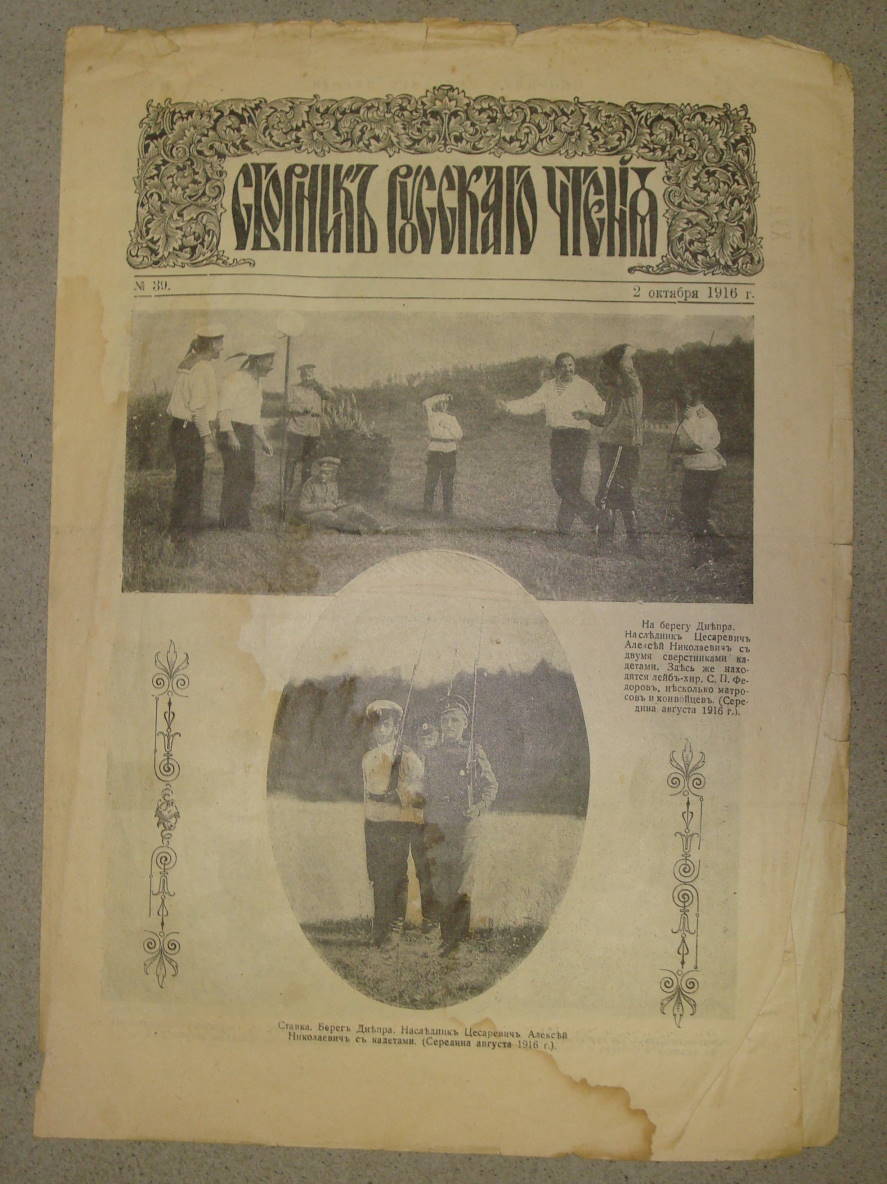 СБОРНИКЪ РУССКАГО ЧТЕНІЯ
№ 39.
2 октября 1916 г.
На берегу Днѣпра.
Наслѣдникъ Цесаревичъ
Алексѣй Николаевичъ съ
двумя сверстниками ка-
детами. Здѣсь же нахо-
дятся лейбъ-хир. С. П. Фе-
доровъ, нѣсколько матро-
совъ и конвойцевъ. (Сере-
дина августа 1916 г.).
Ставка. Берегъ Днѣпра. Наслѣдникъ Цесаревичъ Алексѣй
Николаевичъ съ кадетами. (Середина августа 1916 г.).